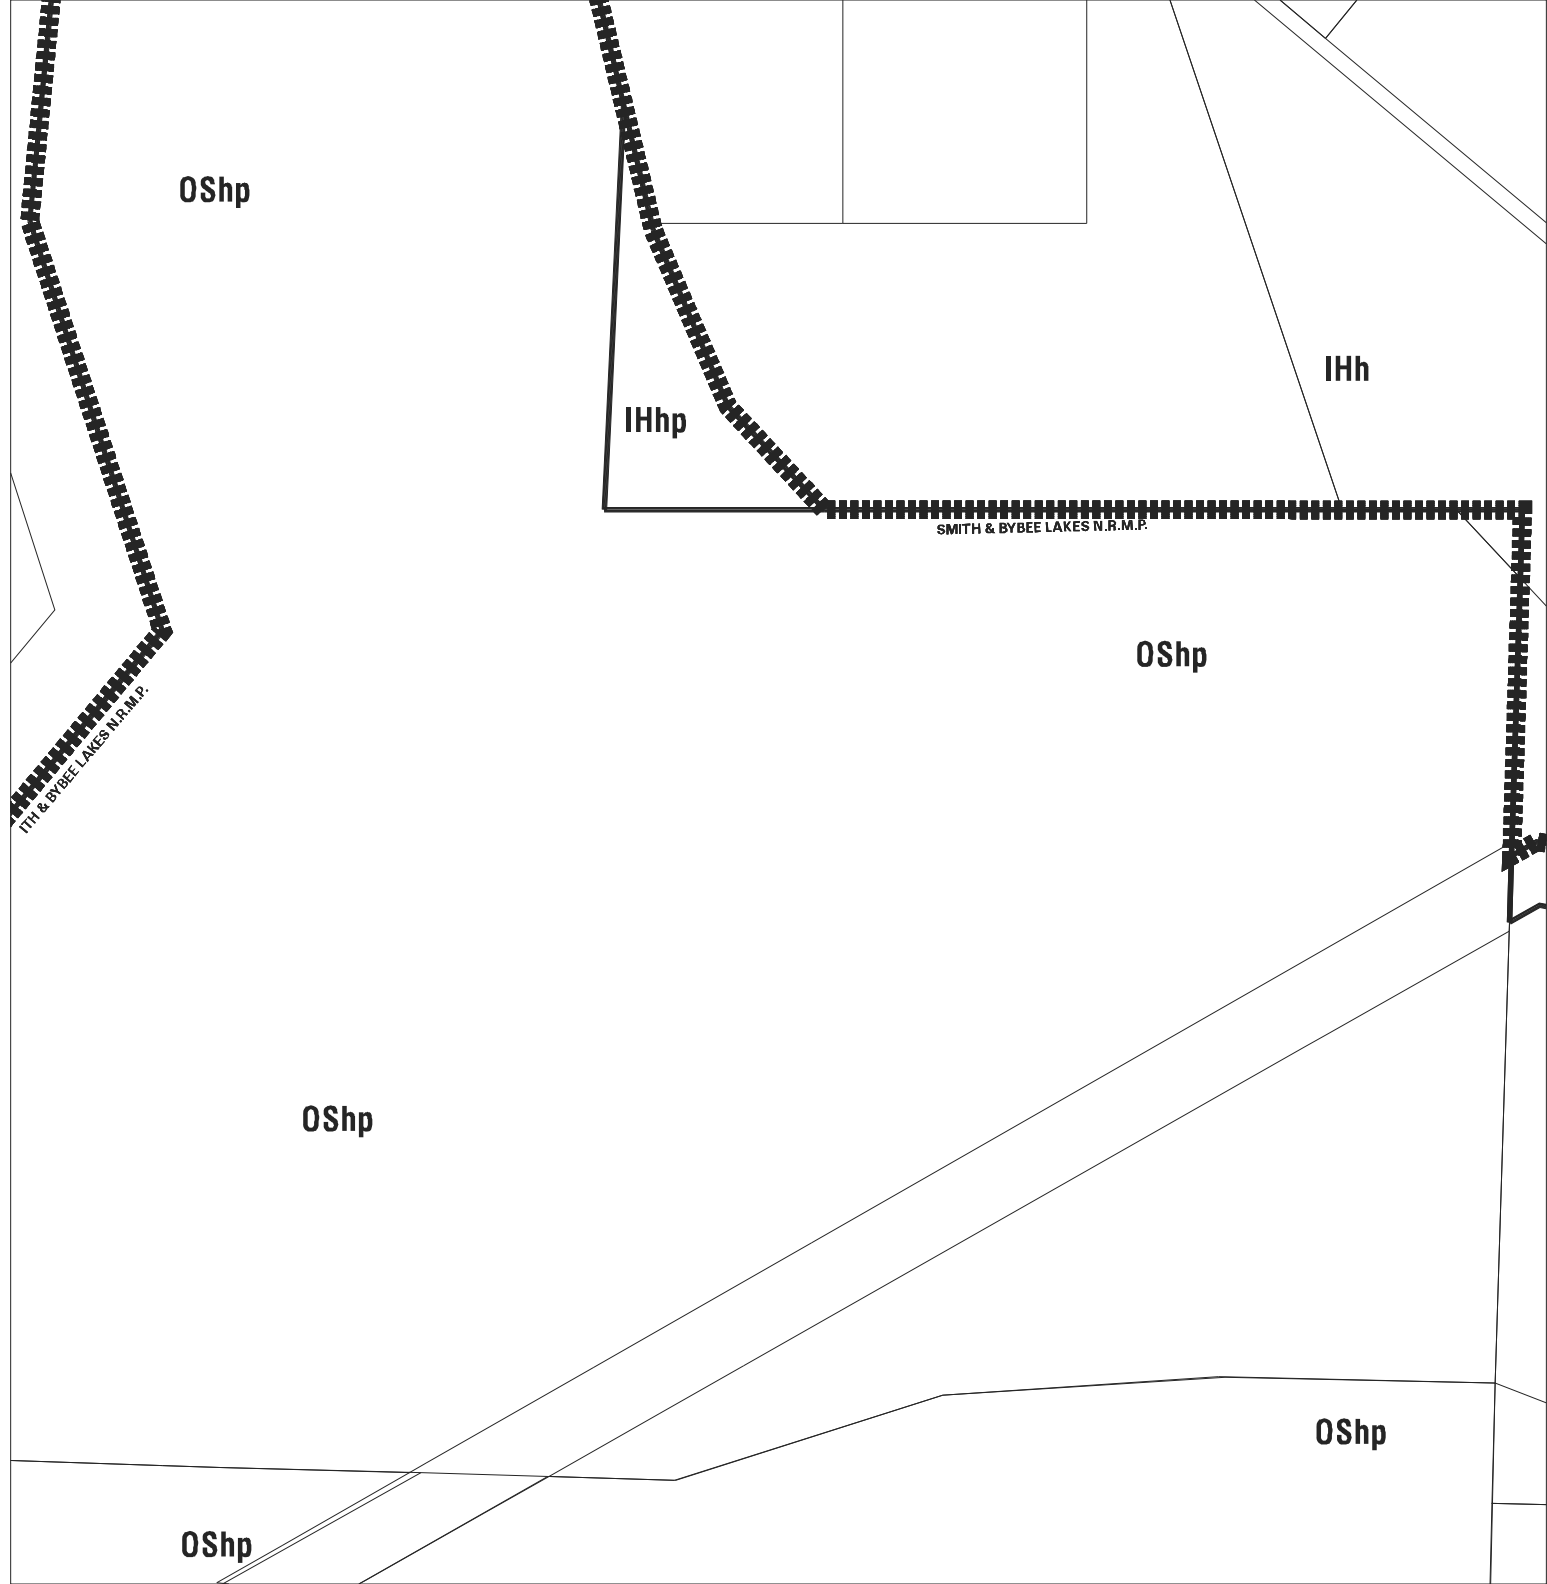 OShp
IHh
IHhp
SMITH & BYBEE LAKES N.R.M.P.
OShp
ITH & BYBEE LAKES N.R.M.P.
OShp
OShp
OShp